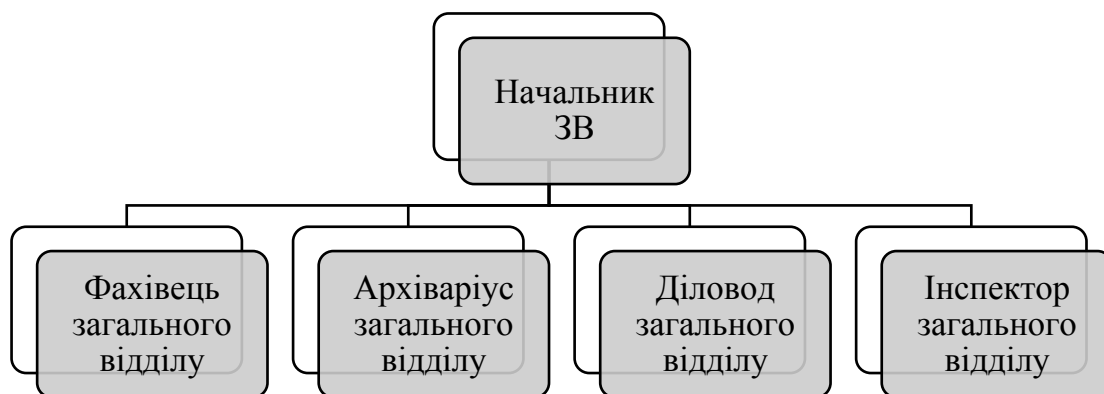 Начальник
ЗВ
Фахівець
загального
відділу
Архіваріус
загального
відділу
Діловод
загального
відділу
Інспектор
загального
відділу